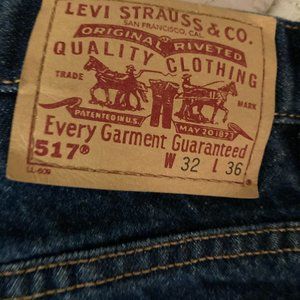 LEVI STRAUSS & CO.
SAN FRANCISCO, CAL.
ORIGINAL RIVETED
QUALITY CLOTHING
TRADE MARK
PATENTED IN U.S. MAY 20 1873
Every Garment Guaranteed
517® W 32 L 36